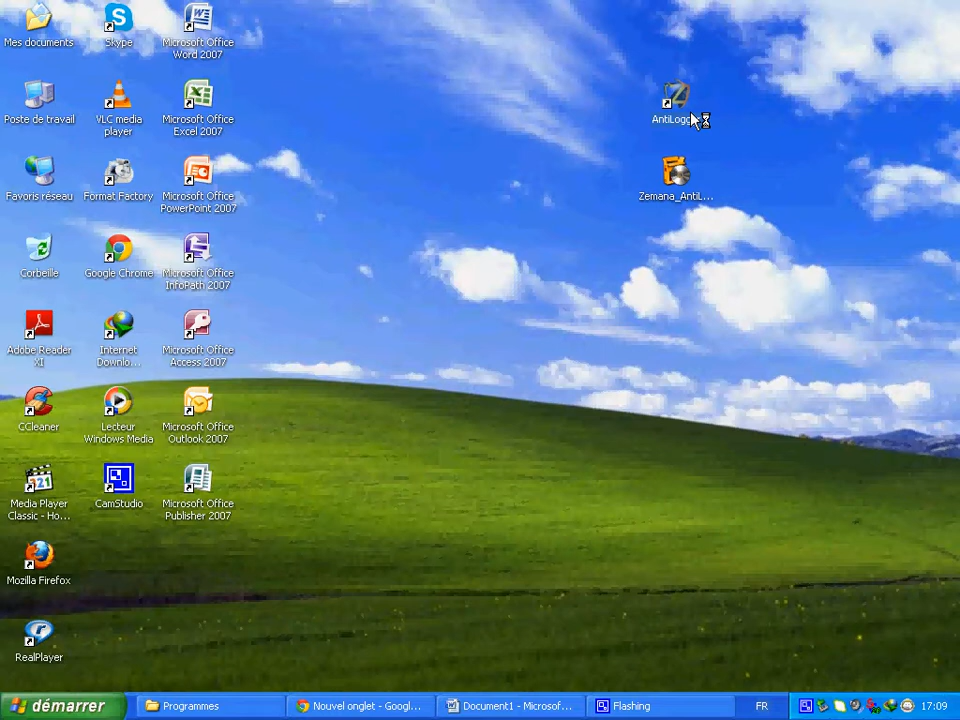 Mes documents
Skype
Microsoft Office
Word 2007
Poste de travail
VLC media
player
Microsoft Office
Excel 2007
Favoris réseau
Format Factory
Microsoft Office
PowerPoint 2007
Corbeille
Google Chrome
Microsoft Office
InfoPath 2007
Adobe Reader
XI
Internet
Downlo...
Microsoft Office
Access 2007
CCleaner
Lecteur
Windows Media
Microsoft Office
Outlook 2007
321
Media Player
Classic - Ho...
CamStudio
Microsoft Office
Publisher 2007
Mozilla Firefox
RealPlayer
Zemana_AntiL...
démarrer
Programmes
Nouvel onglet - Googl...
Document1 - Microsof...
Flashing
FR
17:09